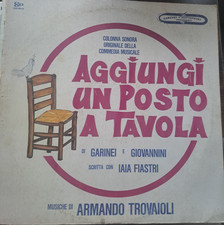 COLONNA SONORA
ORIGINALE DELLA
COMMEDIA MUSICALE
AGGIUNGI
UN POSTO
A TAVOLA
DI GARINEI E GIOVANNINI
SCRITTA CON IAIA FIASTRI
MUSICHE DI ARMANDO TROVAIOLI